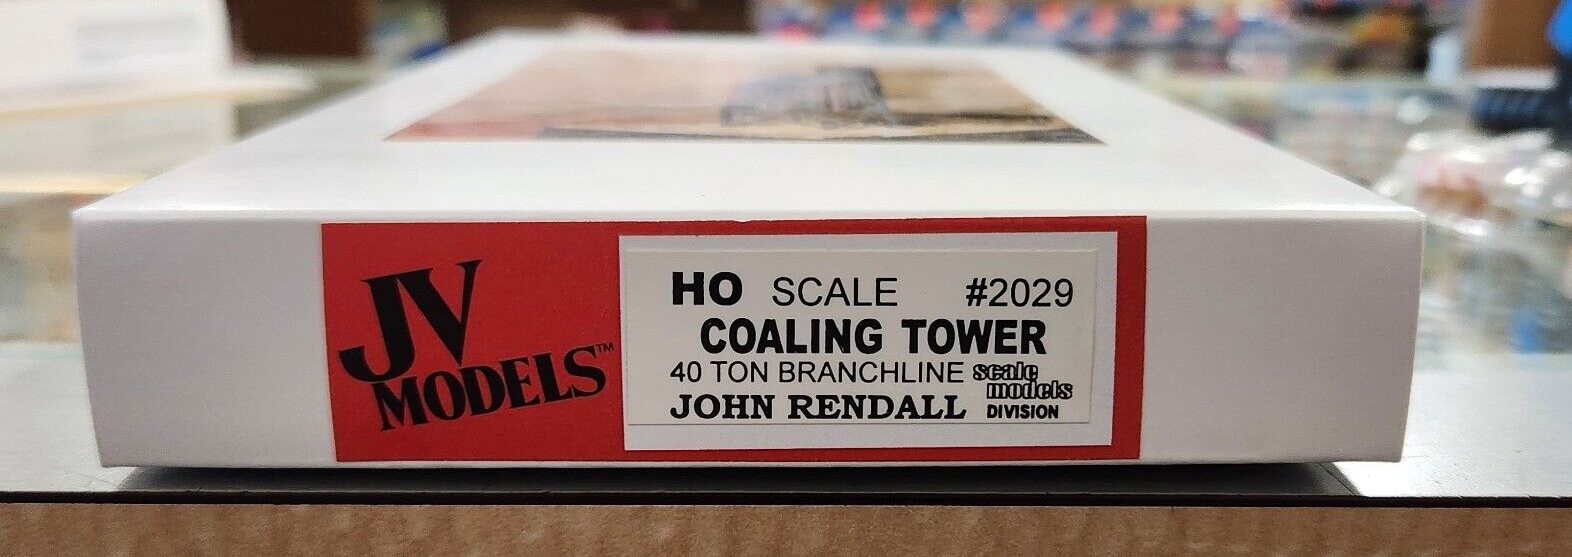 JV
MODELS™
HO SCALE #2029
COALING TOWER
40 TON BRANCHLINE scale
models
JOHN RENDALL DIVISION